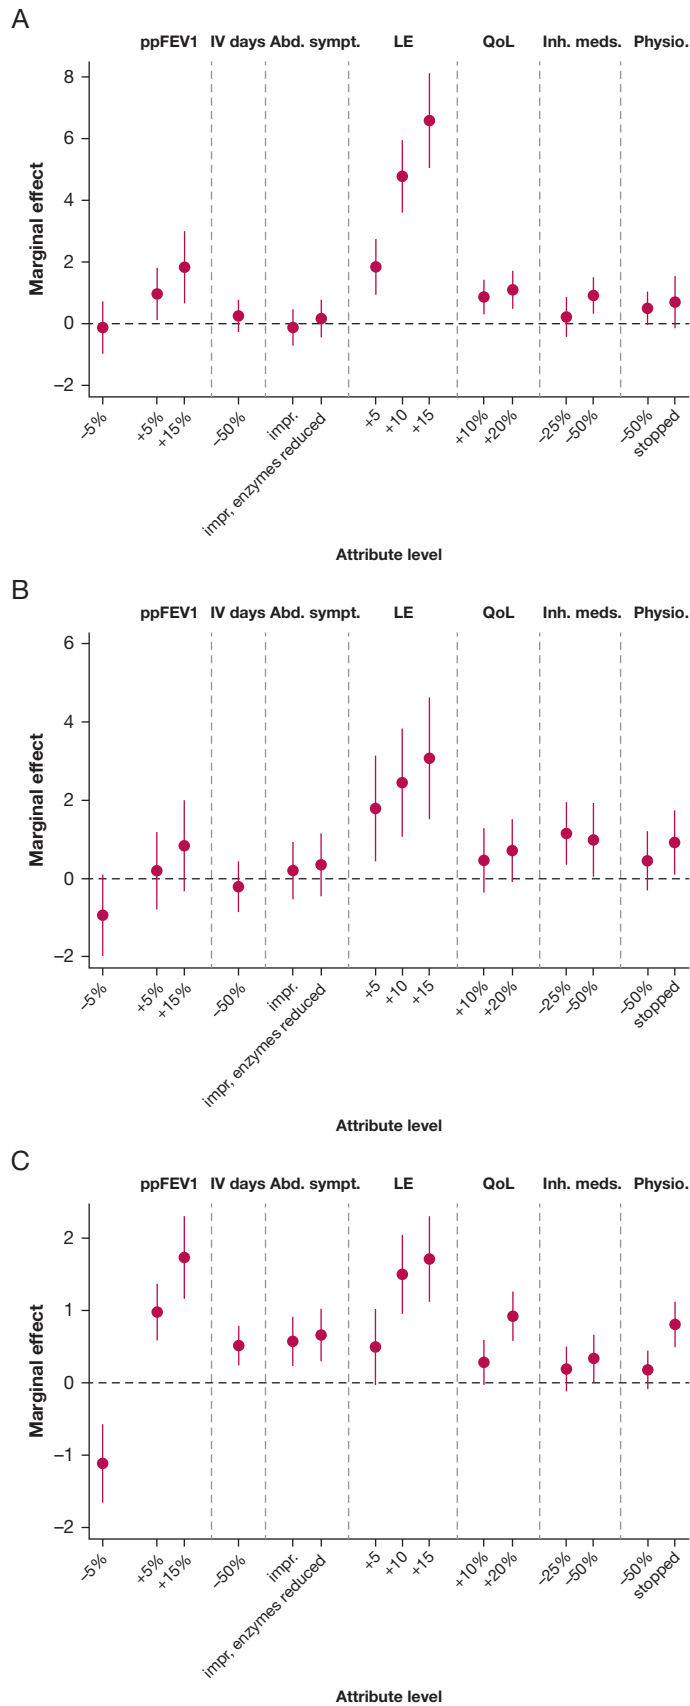 A
ppFEV1 IV days Abd. sympt. LE QoL Inh. meds. Physio.
8
6
4
2
0
–2
Marginal effect
–5% +5% +15% –50% impr. impr, enzymes reduced +5 +10 +15 +10% +20% –25% –50% –50% stopped
Attribute level
B
ppFEV1 IV days Abd. sympt. LE QoL Inh. meds. Physio.
6
4
2
0
–2
Marginal effect
–5% +5% +15% –50% impr. impr, enzymes reduced +5 +10 +15 +10% +20% –25% –50% –50% stopped
Attribute level
C
ppFEV1 IV days Abd. sympt. LE QoL Inh. meds. Physio.
2
1
0
–1
–2
Marginal effect
–5% +5% +15% –50% impr. impr, enzymes reduced +5 +10 +15 +10% +20% –25% –50% –50% stopped
Attribute level